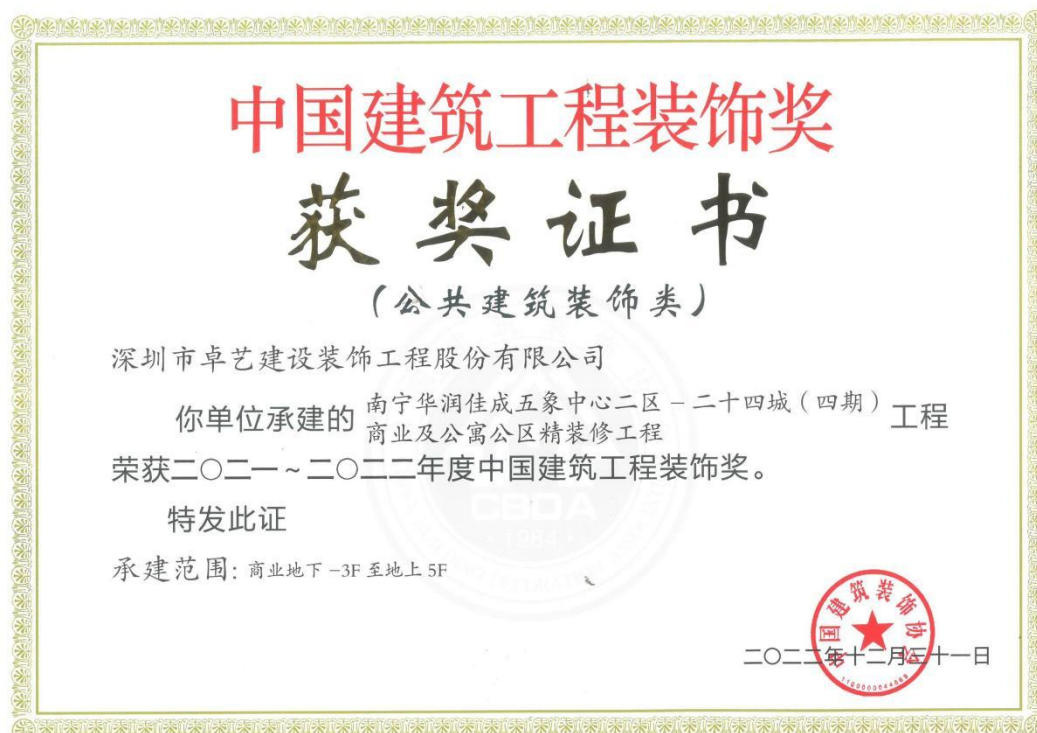 中国建筑工程装饰奖
获奖证书
(公共建筑装饰类)
深圳市卓艺建设装饰工程股份有限公司
你单位承建的 南宁华润佳成五象中心二区-二十四城(四期) 工程
商业及公寓公区精装修工程
荣获二〇二一~二〇二二年度中国建筑工程装饰奖。
特发此证
承建范围: 商业地下 -3F 至地上 5F
中国建筑装饰协会
二〇二二年十二月三十一日
CBDA
·1984·